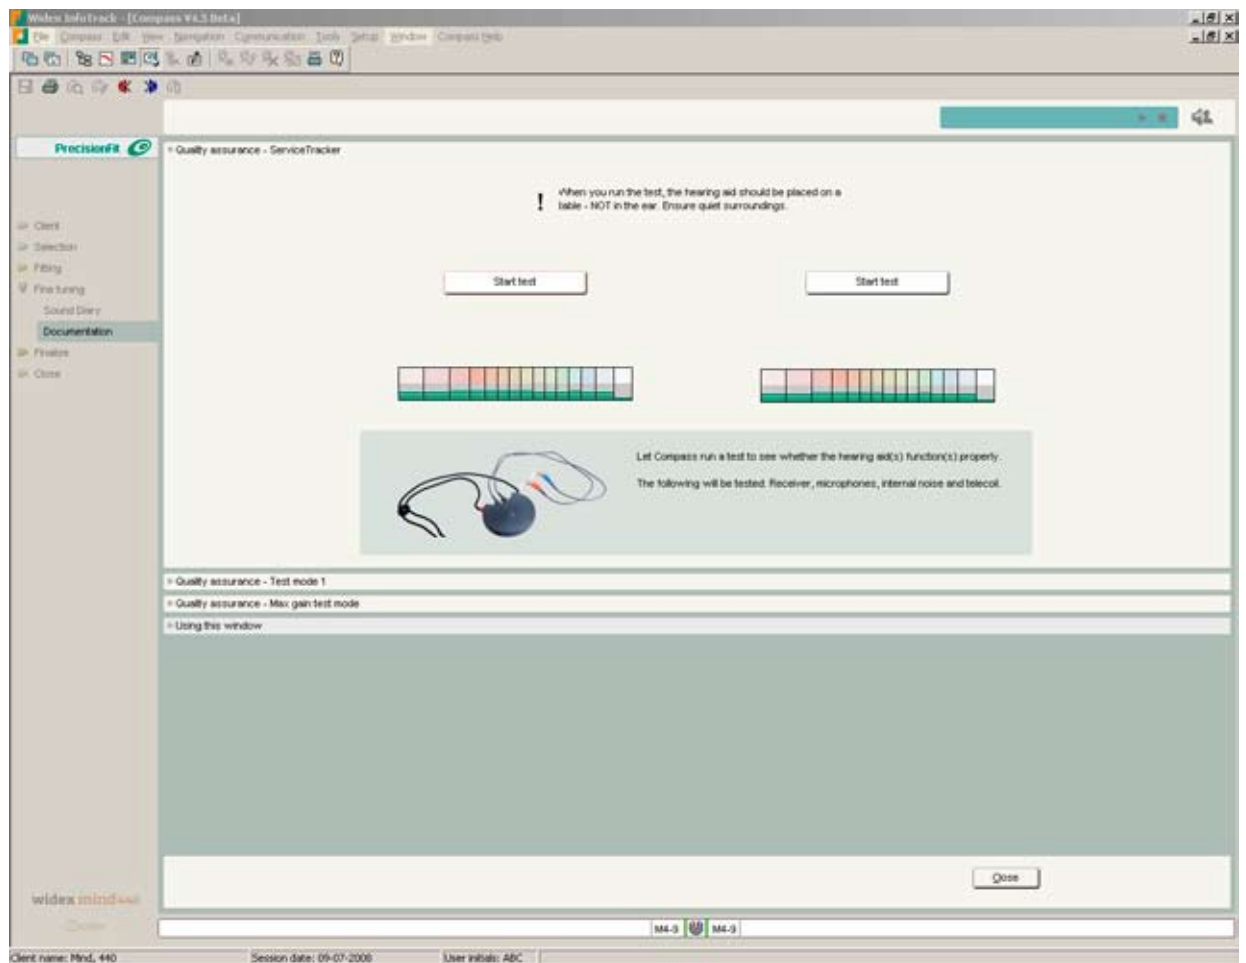 Widex InfoTrack - [Compass V4.3 Beta]
File Compass Edit View Navigation Communication Tools Setup Window Compass Help
PrecisionFit
Quality assurance - ServiceTracker
! When you run the test, the hearing aid should be placed on a
table - NOT in the ear. Ensure quiet surroundings.
Client
Selection
Fitting
Fine tuning
Sound Diary
Documentation
Finalize
Close
Start test Start test
Let Compass run a test to see whether the hearing aid(s) function(s) properly.
The following will be tested. Receiver, microphones, internal noise and telecoil.
Quality assurance - Test mode 1
Quality assurance - Max gain test mode
Using this window
Close
widex mind440
M4-9 M4-9
Client name: Mind, 440 Session date: 09-07-2008 User initials: ABC